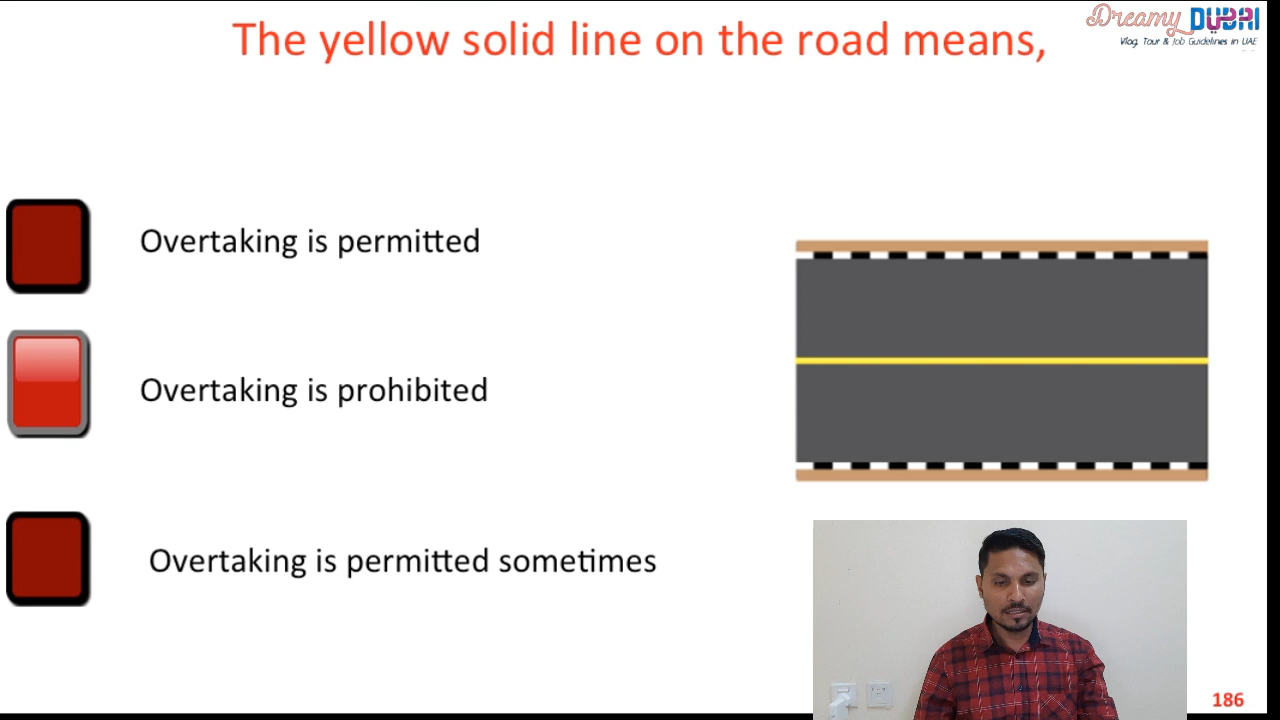 The yellow solid line on the road means,
Dreamy DUBAI
Vlog, Tour & Job Guidelines in UAE
Overtaking is permitted
Overtaking is prohibited
Overtaking is permitted sometimes
186